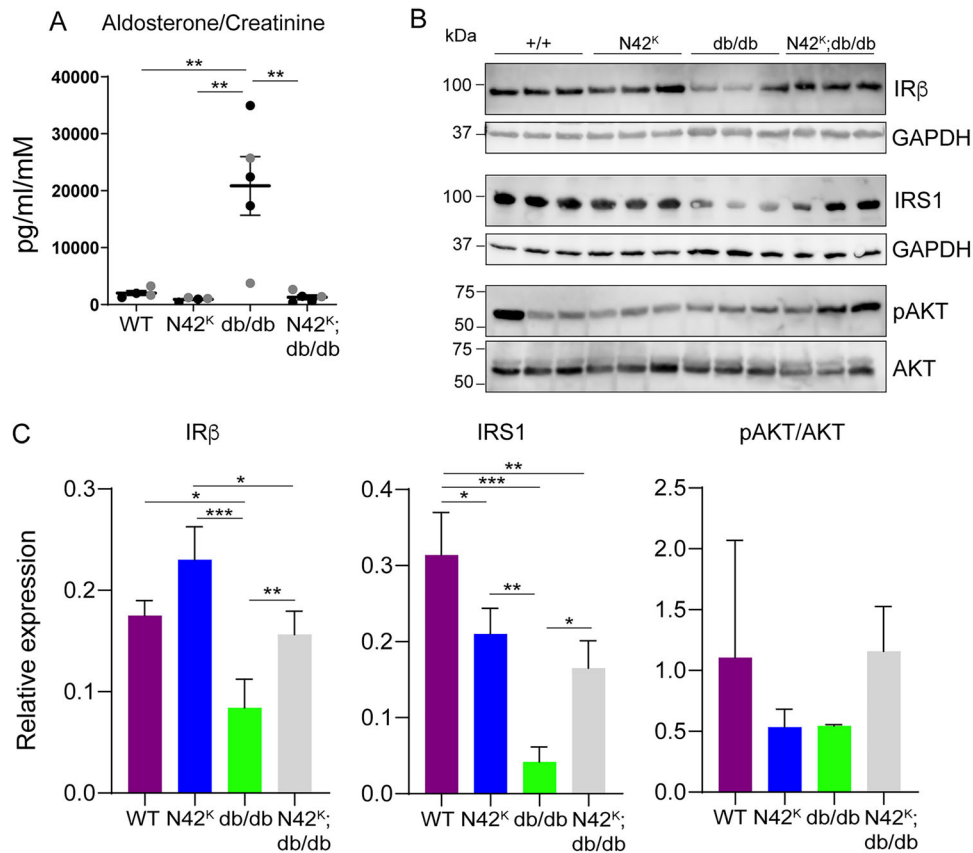 A
Aldosterone/Creatinine
** ** **
40000
30000
20000
10000
0
pg/ml/mM
WT N42ᴷ db/db N42ᴷ;
db/db
B
kDa
+/+ N42ᴷ db/db N42ᴷ;db/db
100 IRβ
37 GAPDH
100 IRS1
37 GAPDH
75
50
pAKT
75
50
AKT
C
IRβ
Relative expression
0.3
0.2
0.1
0.0
*
*
***
**
WT N42ᴷ db/db N42ᴷ;
db/db
IRS1
0.4
0.3
0.2
0.1
0.0
**
***
*
**
*
WT N42ᴷ db/db N42ᴷ;
db/db
pAKT/AKT
2.5
2.0
1.5
1.0
0.5
0.0
WT N42ᴷ db/db N42ᴷ;
db/db